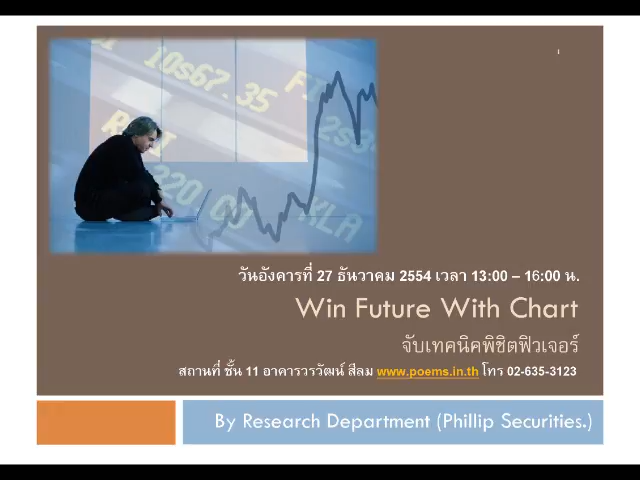 10s67.35
1
วันอังคารที่ 27 ธันวาคม 2554 เวลา 13:00 – 16:00 น.
Win Future With Chart
จับเทคนิคพิชิตฟิวเจอร์
สถานที่ ชั้น 11 อาคารวรวัฒน์ สีลม www.poems.in.th โทร 02-635-3123
By Research Department (Phillip Securities.)